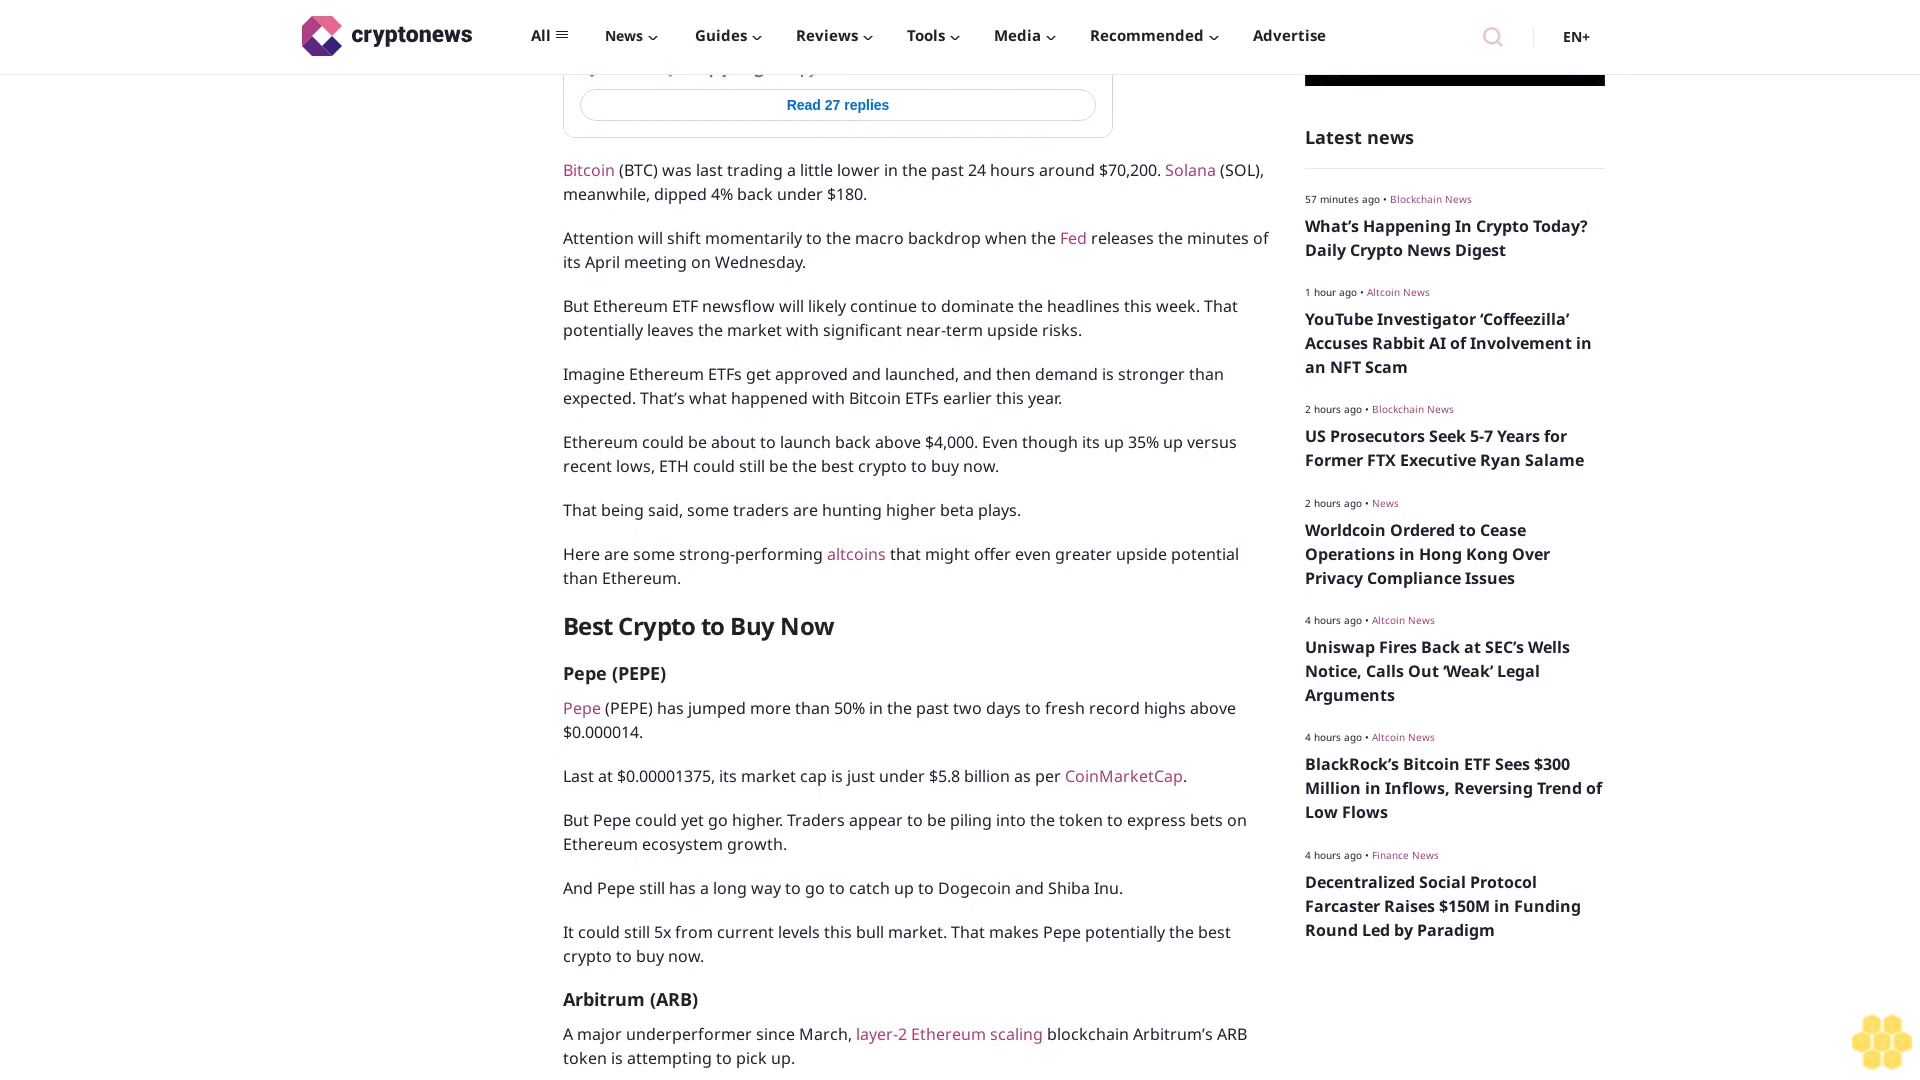 cryptonews
All
News
Guides
Reviews
Tools
Media
Recommended
Advertise
EN+
Read 27 replies
Bitcoin (BTC) was last trading a little lower in the past 24 hours around $70,200. Solana (SOL),
meanwhile, dipped 4% back under $180.
Attention will shift momentarily to the macro backdrop when the Fed releases the minutes of
its April meeting on Wednesday.
But Ethereum ETF newsflow will likely continue to dominate the headlines this week. That
potentially leaves the market with significant near-term upside risks.
Imagine Ethereum ETFs get approved and launched, and then demand is stronger than
expected. That’s what happened with Bitcoin ETFs earlier this year.
Ethereum could be about to launch back above $4,000. Even though its up 35% up versus
recent lows, ETH could still be the best crypto to buy now.
That being said, some traders are hunting higher beta plays.
Here are some strong-performing altcoins that might offer even greater upside potential
than Ethereum.
Best Crypto to Buy Now
Pepe (PEPE)
Pepe (PEPE) has jumped more than 50% in the past two days to fresh record highs above
$0.000014.
Last at $0.00001375, its market cap is just under $5.8 billion as per CoinMarketCap.
But Pepe could yet go higher. Traders appear to be piling into the token to express bets on
Ethereum ecosystem growth.
And Pepe still has a long way to go to catch up to Dogecoin and Shiba Inu.
It could still 5x from current levels this bull market. That makes Pepe potentially the best
crypto to buy now.
Arbitrum (ARB)
A major underperformer since March, layer-2 Ethereum scaling blockchain Arbitrum’s ARB
token is attempting to pick up.
Latest news
57 minutes ago • Blockchain News
What’s Happening In Crypto Today?
Daily Crypto News Digest
1 hour ago • Altcoin News
YouTube Investigator ‘Coffeezilla’
Accuses Rabbit AI of Involvement in
an NFT Scam
2 hours ago • Blockchain News
US Prosecutors Seek 5-7 Years for
Former FTX Executive Ryan Salame
2 hours ago • News
Worldcoin Ordered to Cease
Operations in Hong Kong Over
Privacy Compliance Issues
4 hours ago • Altcoin News
Uniswap Fires Back at SEC’s Wells
Notice, Calls Out ‘Weak’ Legal
Arguments
4 hours ago • Altcoin News
BlackRock’s Bitcoin ETF Sees $300
Million in Inflows, Reversing Trend of
Low Flows
4 hours ago • Finance News
Decentralized Social Protocol
Farcaster Raises $150M in Funding
Round Led by Paradigm